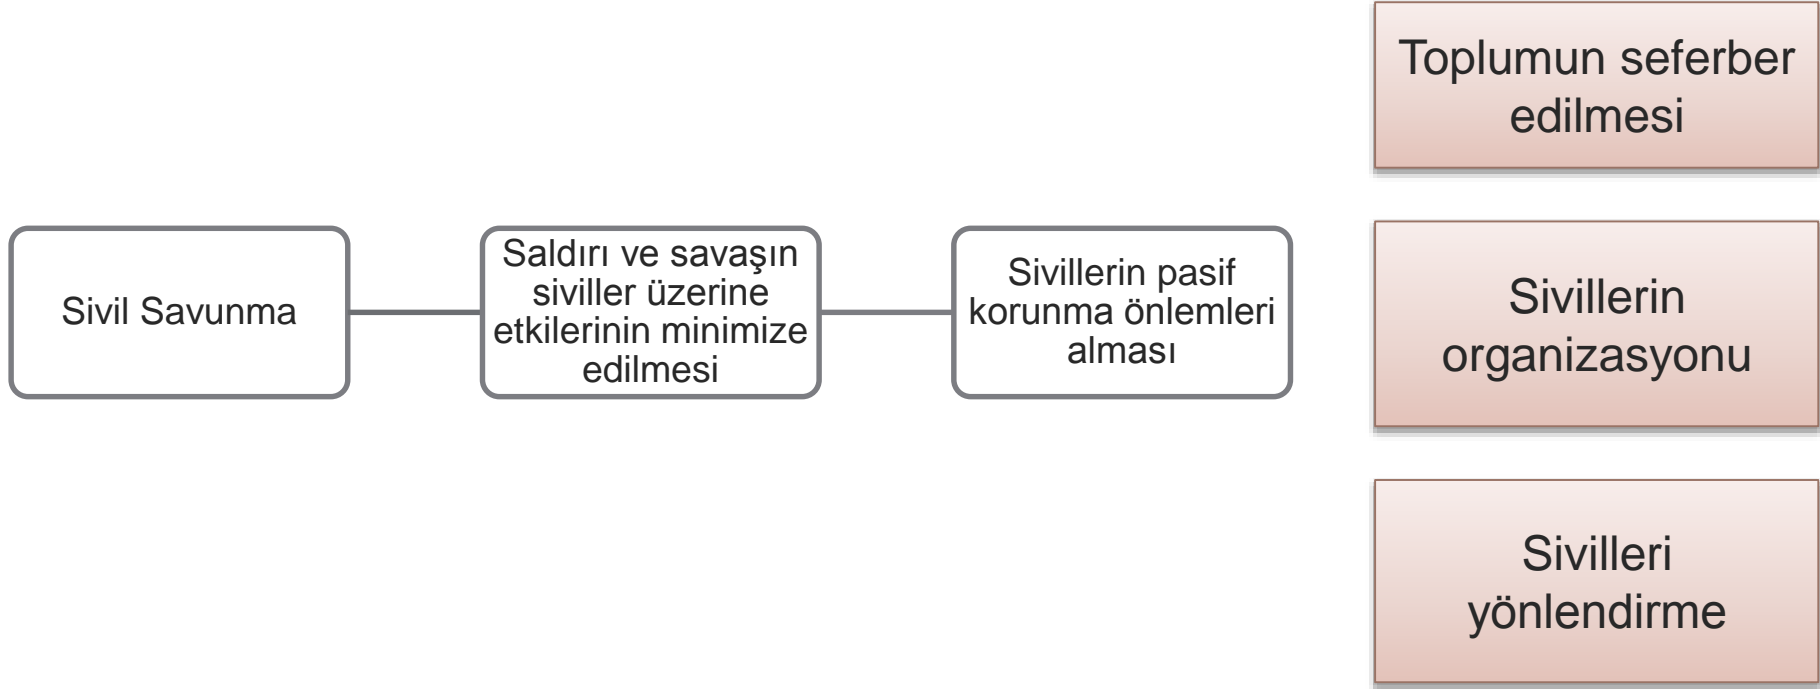 Sivil Savunma
Saldırı ve savaşın
siviller üzerine
etkilerinin minimize
edilmesi
Sivillerin pasif
korunma önlemleri
alması
Toplumun seferber
edilmesi
Sivillerin
organizasyonu
Sivilleri
yönlendirme